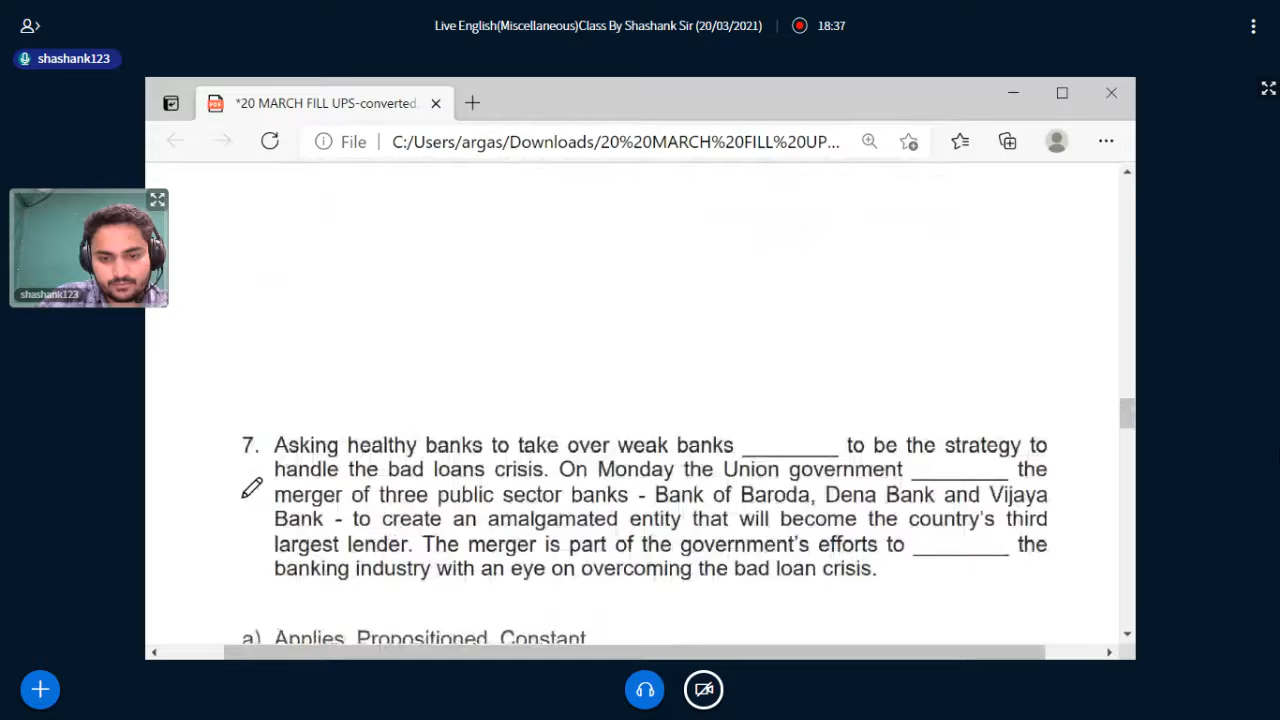 Live English(Miscellaneous)Class By Shashank Sir (20/03/2021)
18:37
shashank123
*20 MARCH FILL UPS-converted.
File
C:/Users/argas/Downloads/20%20MARCH%20FILL%20UP...
shashank123
7. Asking healthy banks to take over weak banks ________ to be the strategy to
handle the bad loans crisis. On Monday the Union government ________ the
merger of three public sector banks - Bank of Baroda, Dena Bank and Vijaya
Bank - to create an amalgamated entity that will become the country's third
largest lender. The merger is part of the government's efforts to ________ the
banking industry with an eye on overcoming the bad loan crisis.
a) Applies, Propositioned, Constant